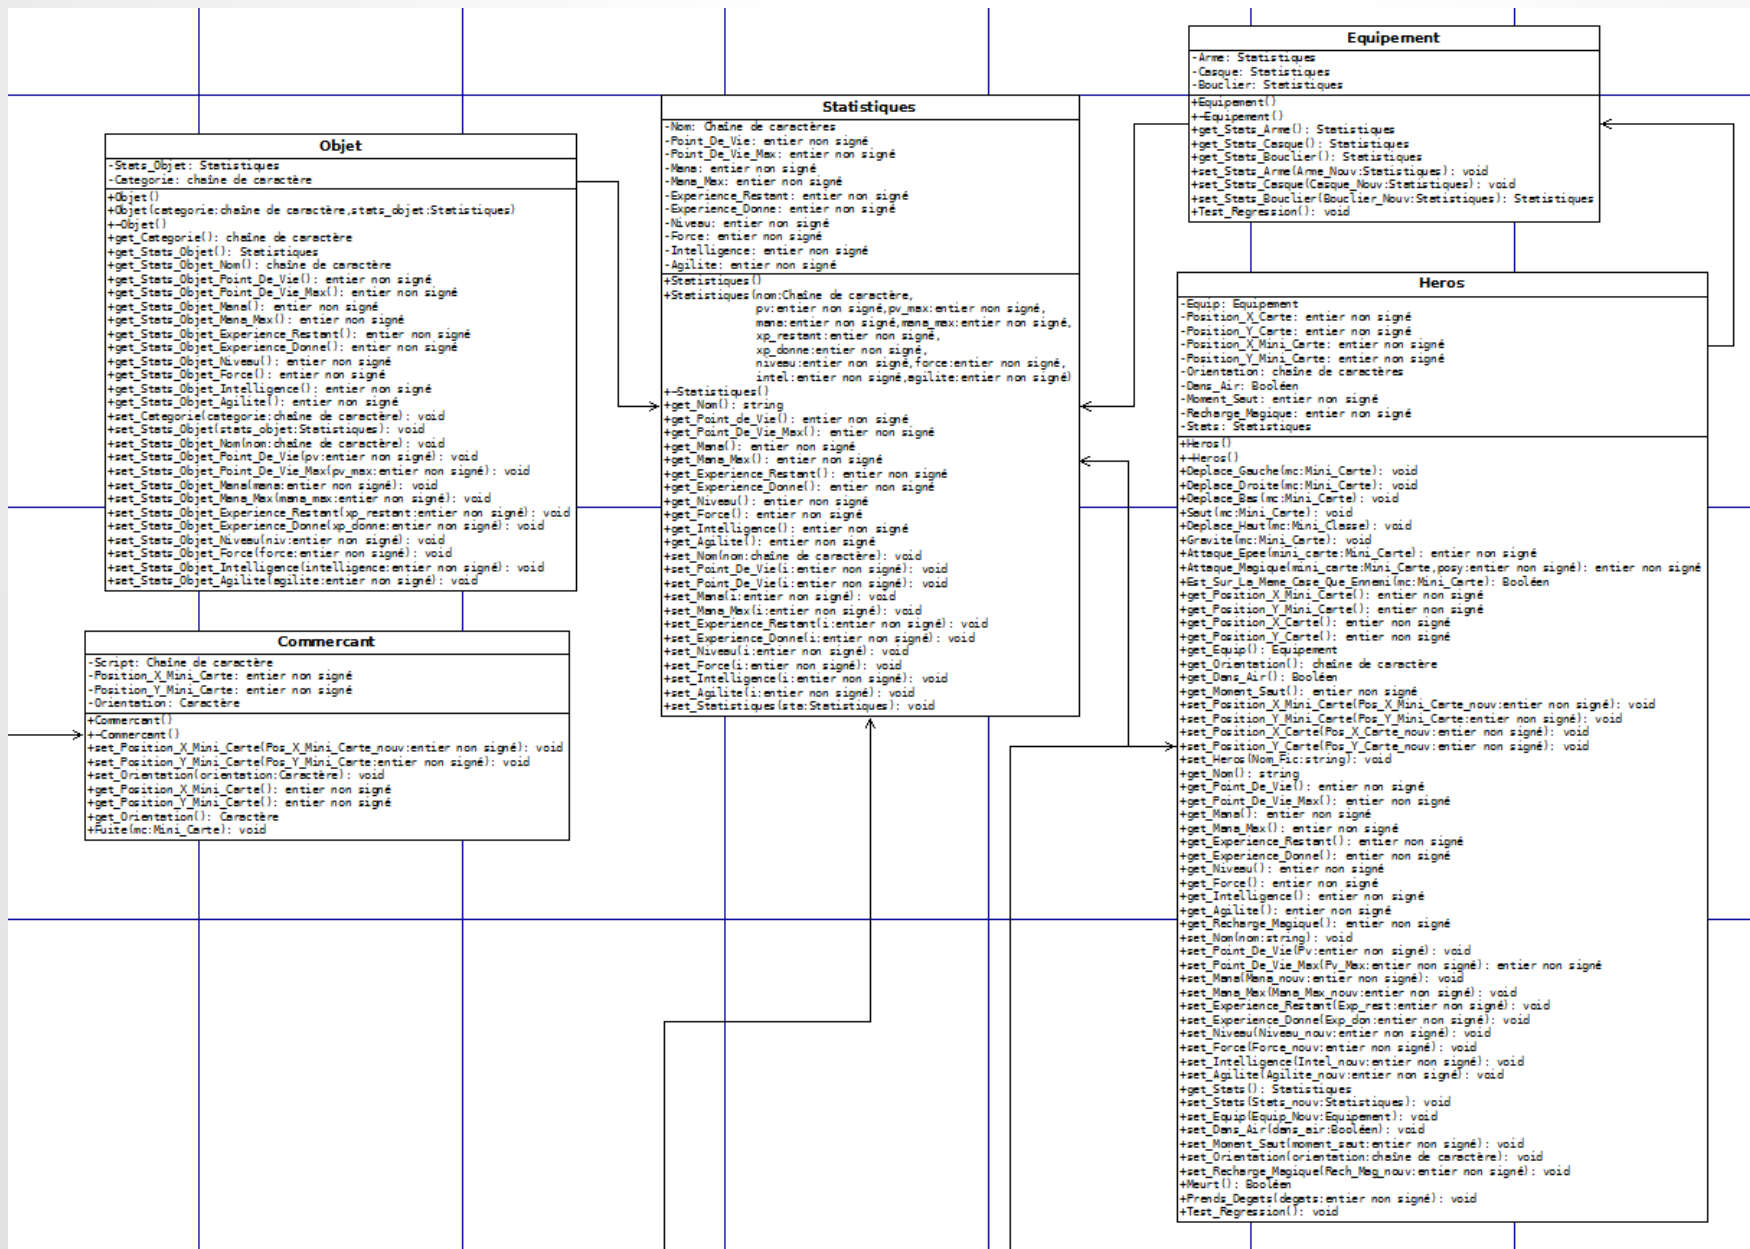 Objet
-Stats_Objet: Statistiques
-Categorie: chaîne de caractère
+Objet()
+Objet(categorie:chaîne de caractère,stats_objet:Statistiques)
+~Objet()
+get_Categorie(): chaîne de caractère
+get_Stats_Objet(): Statistiques
+get_Stats_Objet_Nom(): chaîne de caractère
+get_Stats_Objet_Point_De_Vie(): entier non signé
+get_Stats_Objet_Point_De_Vie_Max(): entier non signé
+get_Stats_Objet_Mana(): entier non signé
+get_Stats_Objet_Mana_Max(): entier non signé
+get_Stats_Objet_Experience_Restant(): entier non signé
+get_Stats_Objet_Experience_Donne(): entier non signé
+get_Stats_Objet_Niveau(): entier non signé
+get_Stats_Objet_Force(): entier non signé
+get_Stats_Objet_Intelligence(): entier non signé
+get_Stats_Objet_Agilite(): entier non signé
+set_Categorie(categorie:chaîne de caractère): void
+set_Stats_Objet(stats_objet:Statistiques): void
+set_Stats_Objet_Nom(nom:chaîne de caractère): void
+set_Stats_Objet_Point_De_Vie(pv:entier non signé): void
+set_Stats_Objet_Point_De_Vie_Max(pv_max:entier non signé): void
+set_Stats_Objet_Mana(mana:entier non signé): void
+set_Stats_Objet_Mana_Max(mana_max:entier non signé): void
+set_Stats_Objet_Experience_Restant(xp_restant:entier non signé): void
+set_Stats_Objet_Experience_Donne(xp_donne:entier non signé): void
+set_Stats_Objet_Niveau(niv:entier non signé): void
+set_Stats_Objet_Force(force:entier non signé): void
+set_Stats_Objet_Intelligence(intelligence:entier non signé): void
+set_Stats_Objet_Agilite(agilite:entier non signé): void
Commercant
-Script: Chaîne de caractère
-Position_X_Mini_Carte: entier non signé
-Position_Y_Mini_Carte: entier non signé
-Orientation: Caractère
+Commercant()
+~Commercant()
+set_Position_X_Mini_Carte(Pos_X_Mini_Carte_nouv:entier non signé): void
+set_Position_Y_Mini_Carte(Pos_Y_Mini_Carte:entier non signé): void
+set_Orientation(orientation:Caractère): void
+get_Position_X_Mini_Carte(): entier non signé
+get_Position_Y_Mini_Carte(): entier non signé
+get_Orientation(): Caractère
+Fuite(mc:Mini_Carte): void
Statistiques
-Nom: Chaîne de caractères
-Point_De_Vie: entier non signé
-Point_De_Vie_Max: entier non signé
-Mana: entier non signé
-Mana_Max: entier non signé
-Experience_Restant: entier non signé
-Experience_Donne: entier non signé
-Niveau: entier non signé
-Force: entier non signé
-Intelligence: entier non signé
-Agilite: entier non signé
+Statistiques()
+Statistiques(nom:Chaîne de caractère,
pv:entier non signé,pv_max:entier non signé,
mana:entier non signé,mana_max:entier non signé,
xp_restant:entier non signé,
xp_donne:entier non signé,
niveau:entier non signé,force:entier non signé,
intel:entier non signé,agilite:entier non signé)
+~Statistiques()
+get_Nom(): string
+get_Point_de_Vie(): entier non signé
+get_Point_De_Vie_Max(): entier non signé
+get_Mana(): entier non signé
+get_Mana_Max(): entier non signé
+get_Experience_Restant(): entier non signé
+get_Experience_Donne(): entier non signé
+get_Niveau(): entier non signé
+get_Force(): entier non signé
+get_Intelligence(): entier non signé
+get_Agilite(): entier non signé
+set_Nom(nom:chaîne de caractère): void
+set_Point_De_Vie(i:entier non signé): void
+set_Point_De_Vie(i:entier non signé): void
+set_Mana(i:entier non signé): void
+set_Mana_Max(i:entier non signé): void
+set_Experience_Restant(i:entier non signé): void
+set_Experience_Donne(i:entier non signé): void
+set_Niveau(i:entier non signé): void
+set_Force(i:entier non signé): void
+set_Intelligence(i:entier non signé): void
+set_Agilite(i:entier non signé): void
+set_Statistiques(sta:Statistiques): void
Equipement
-Arme: Statistiques
-Casque: Statistiques
-Bouclier: Statistiques
+Equipement()
+~Equipement()
+get_Stats_Arme(): Statistiques
+get_Stats_Casque(): Statistiques
+get_Stats_Bouclier(): Statistiques
+set_Stats_Arme(Arme_Nouv:Statistiques): void
+set_Stats_Casque(Casque_Nouv:Statistiques): void
+set_Stats_Bouclier(Bouclier_Nouv:Statistiques): Statistiques
+Test_Regression(): void
Heros
-Equip: Equipement
-Position_X_Carte: entier non signé
-Position_Y_Carte: entier non signé
-Position_X_Mini_Carte: entier non signé
-Position_Y_Mini_Carte: entier non signé
-Orientation: chaîne de caractères
-Dans_Air: Booléen
-Moment_Saut: entier non signé
-Recharge_Magique: entier non signé
-Stats: Statistiques
+Heros()
+~Heros()
+Deplace_Gauche(mc:Mini_Carte): void
+Deplace_Droite(mc:Mini_Carte): void
+Deplace_Bas(mc:Mini_Carte): void
+Saut(mc:Mini_Carte): void
+Deplace_Haut(mc:Mini_Classe): void
+Gravite(mc:Mini_Carte): void
+Attaque_Epee(mini_carte:Mini_Carte): entier non signé
+Attaque_Magique(mini_carte:Mini_Carte,posy:entier non signé): entier non signé
+Est_Sur_La_Meme_Case_Que_Ennemi(mc:Mini_Carte): Booléen
+get_Position_X_Mini_Carte(): entier non signé
+get_Position_Y_Mini_Carte(): entier non signé
+get_Position_X_Carte(): entier non signé
+get_Position_Y_Carte(): entier non signé
+get_Equip(): Equipement
+get_Orientation(): chaîne de caractère
+get_Dans_Air(): Booléen
+get_Moment_Saut(): entier non signé
+set_Position_X_Mini_Carte(Pos_X_Mini_Carte_nouv:entier non signé): void
+set_Position_Y_Mini_Carte(Pos_Y_Mini_Carte:entier non signé): void
+set_Position_X_Carte(Pos_X_Carte_nouv:entier non signé): void
+set_Position_Y_Carte(Pos_Y_Carte_nouv:entier non signé): void
+set_Heros(Nom_Fic:string): void
+get_Nom(): string
+get_Point_De_Vie(): entier non signé
+get_Point_De_Vie_Max(): entier non signé
+get_Mana(): entier non signé
+get_Mana_Max(): entier non signé
+get_Experience_Restant(): entier non signé
+get_Experience_Donne(): entier non signé
+get_Niveau(): entier non signé
+get_Force(): entier non signé
+get_Intelligence(): entier non signé
+get_Agilite(): entier non signé
+get_Recharge_Magique(): entier non signé
+set_Nom(nom:string): void
+set_Point_De_Vie(Pv:entier non signé): void
+set_Point_De_Vie_Max(Pv_Max:entier non signé): entier non signé
+set_Mana(Mana_nouv:entier non signé): void
+set_Mana_Max(Mana_Max_nouv:entier non signé): void
+set_Experience_Restant(Exp_rest:entier non signé): void
+set_Experience_Donne(Exp_don:entier non signé): void
+set_Niveau(Niveau_nouv:entier non signé): void
+set_Force(Force_nouv:entier non signé): void
+set_Intelligence(Intel_nouv:entier non signé): void
+set_Agilite(Agilite_nouv:entier non signé): void
+get_Stats(): Statistiques
+set_Stats(Stats_nouv:Statistiques): void
+set_Equip(Equip_Nouv:Equipement): void
+set_Dans_Air(dans_air:Booléen): void
+set_Moment_Saut(moment_saut:entier non signé): void
+set_Orientation(orientation:chaîne de caractère): void
+set_Recharge_Magique(Rech_Mag_nouv:entier non signé): void
+Meurt(): Booléen
+Prends_Degats(degats:entier non signé): void
+Test_Regression(): void